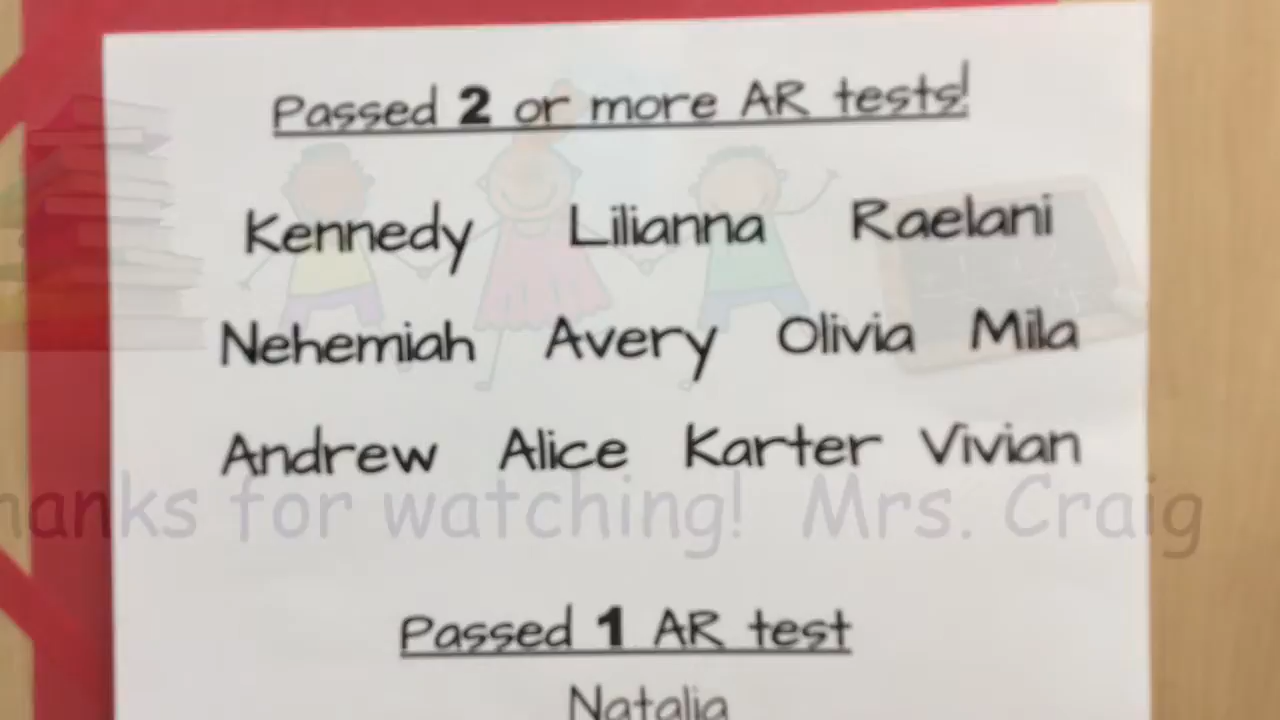 Passed 2 or more AR tests!
Kennedy Lilianna Raelani
Nehemiah Avery Olivia Mila
Andrew Alice Karter Vivian
hanks for watching! Mrs. Craig
Passed 1 AR test
Natalia